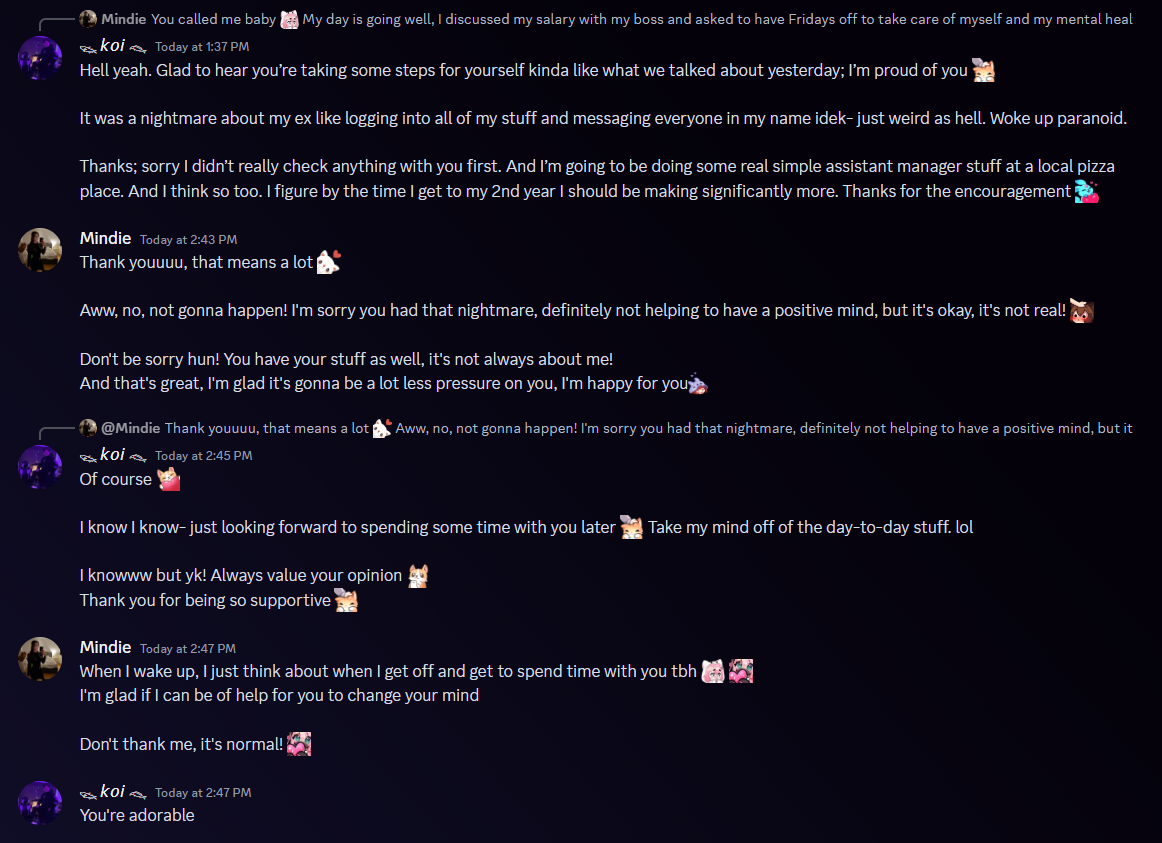 Mindie You called me baby My day is going well, I discussed my salary with my boss and asked to have Fridays off to take care of myself and my mental heal
koi Today at 1:37 PM
Hell yeah. Glad to hear you’re taking some steps for yourself kinda like what we talked about yesterday; I’m proud of you
It was a nightmare about my ex like logging into all of my stuff and messaging everyone in my name idek- just weird as hell. Woke up paranoid.
Thanks; sorry I didn’t really check anything with you first. And I’m going to be doing some real simple assistant manager stuff at a local pizza
place. And I think so too. I figure by the time I get to my 2nd year I should be making significantly more. Thanks for the encouragement
Mindie Today at 2:43 PM
Thank youuuu, that means a lot
Aww, no, not gonna happen! I'm sorry you had that nightmare, definitely not helping to have a positive mind, but it's okay, it's not real!
Don't be sorry hun! You have your stuff as well, it's not always about me!
And that's great, I'm glad it's gonna be a lot less pressure on you, I'm happy for you
@Mindie Thank youuuu, that means a lot Aww, no, not gonna happen! I'm sorry you had that nightmare, definitely not helping to have a positive mind, but it
koi Today at 2:45 PM
Of course
I know I know- just looking forward to spending some time with you later Take my mind off of the day-to-day stuff. lol
I knowww but yk! Always value your opinion
Thank you for being so supportive
Mindie Today at 2:47 PM
When I wake up, I just think about when I get off and get to spend time with you tbh
I'm glad if I can be of help for you to change your mind
Don't thank me, it's normal!
koi Today at 2:47 PM
You're adorable